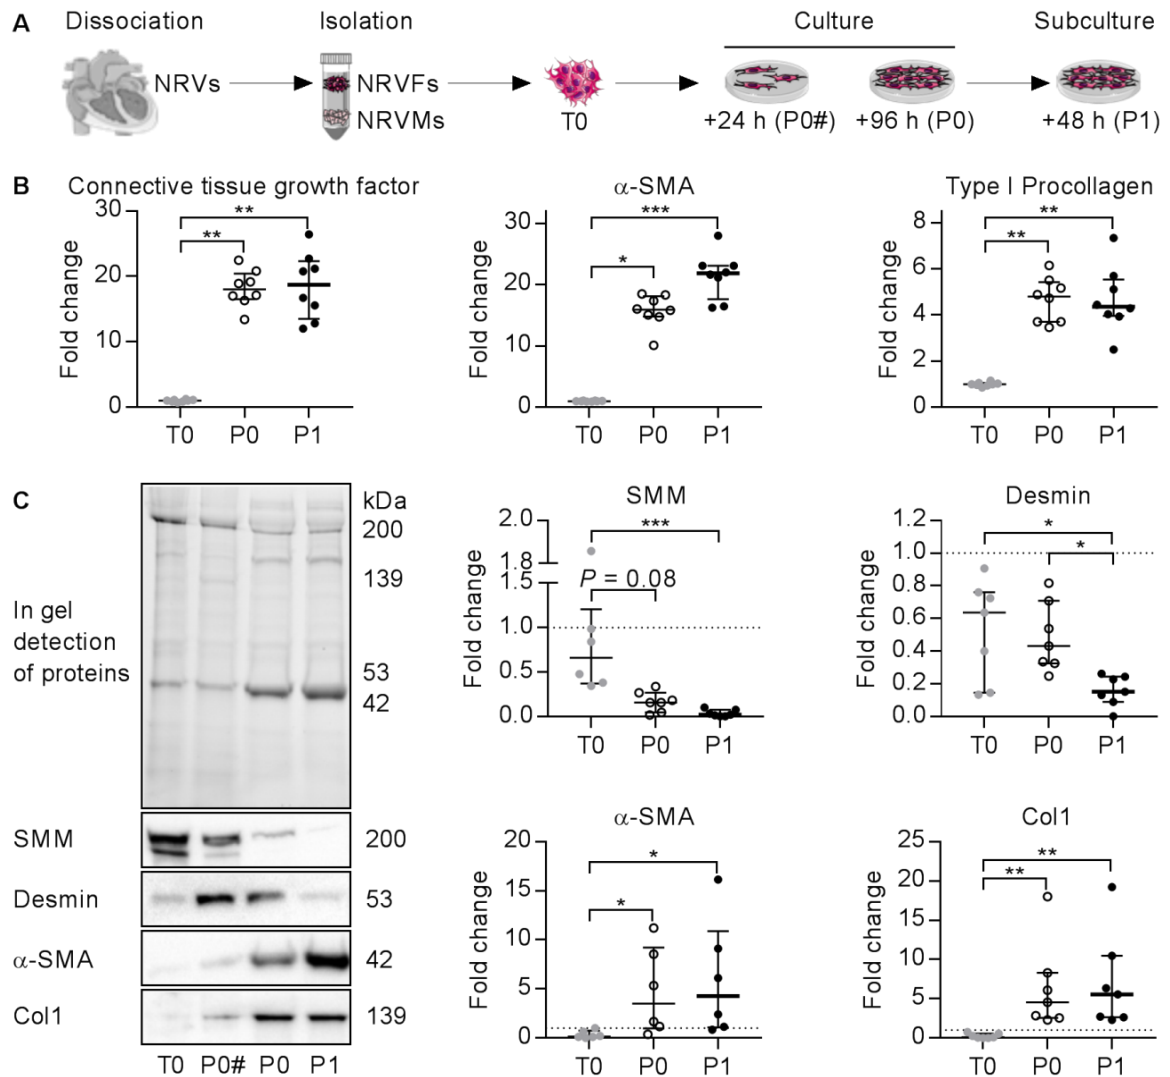 A
Dissociation
Isolation
Culture
Subculture
NRVs
NRVFs
NRVMs
T0
+24 h (P0#)
+96 h (P0)
+48 h (P1)
B
Connective tissue growth factor
Fold change
30
20
10
0
**
**
T0 P0 P1
α-SMA
Fold change
30
20
10
0
***
*
T0 P0 P1
Type I Procollagen
Fold change
8
6
4
2
0
**
**
T0 P0 P1
C
In gel
detection
of proteins
kDa
200
139
53
42
SMM 200
Desmin 53
α-SMA 42
Col1 139
T0 P0# P0 P1
SMM
Fold change
2.0
1.8
1.5
1.0
0.5
0.0
***
P = 0.08
T0 P0 P1
Desmin
Fold change
1.2
1.0
0.8
0.6
0.4
0.2
0.0
*
*
T0 P0 P1
α-SMA
Fold change
20
15
10
5
0
*
*
T0 P0 P1
Col1
Fold change
25
20
15
10
5
0
**
**
T0 P0 P1